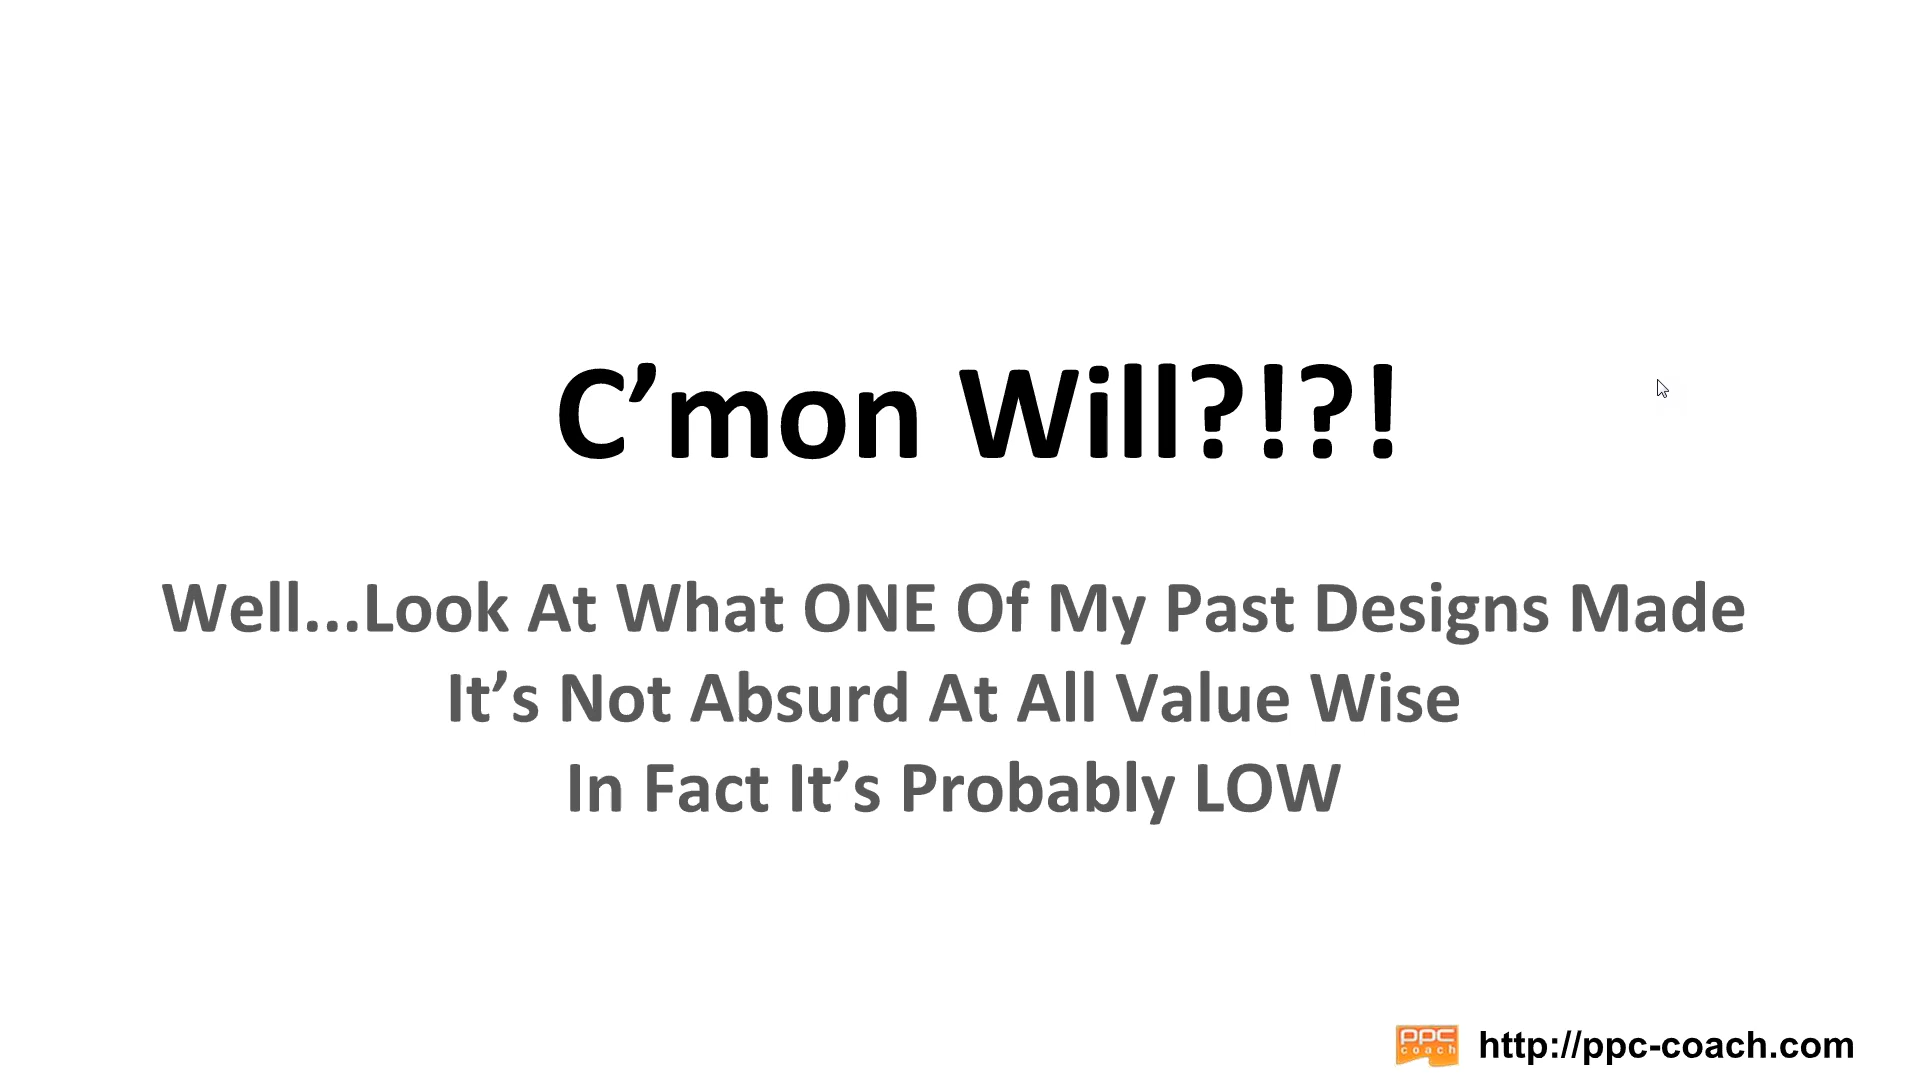 C’mon Will?!?!
Well...Look At What ONE Of My Past Designs Made
It’s Not Absurd At All Value Wise
In Fact It’s Probably LOW
ppc
coach
http://ppc-coach.com